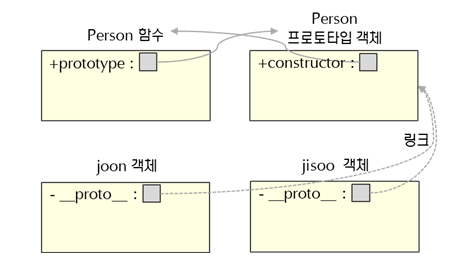 Person 함수
Person
프로토타입 객체
+prototype :
+constructor :
링크
joon 객체
jisoo 객체
- __proto__ :
- __proto__ :